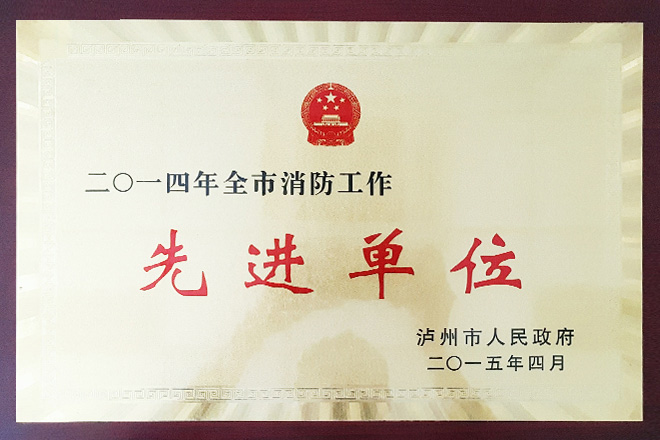 二〇一四年全市消防工作
先进单位
泸州市人民政府
二〇一五年四月